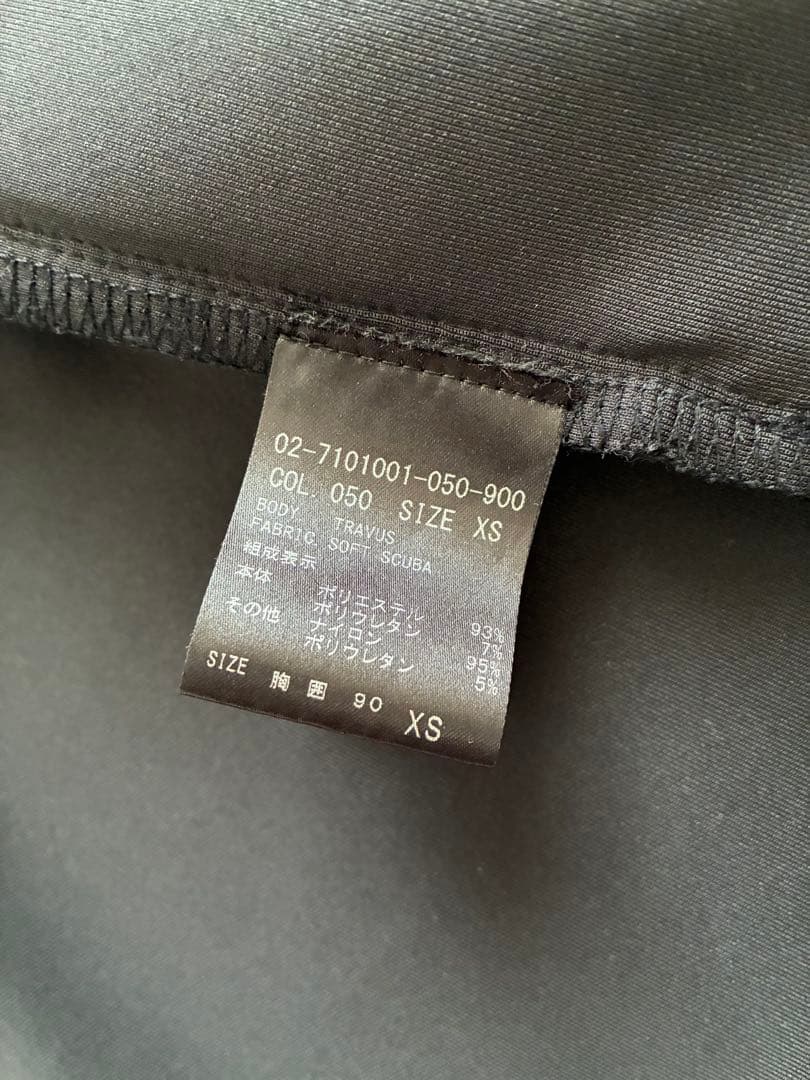 02-7101001-050-900
COL. 050 SIZE XS
BODY TRAVUS
FABRIC SOFT SCUBA
組成表示
本体 ポリエステル 93%
ポリウレタン 7%
その他 ナイロン 95%
ポリウレタン 5%
SIZE 胸囲 90 XS